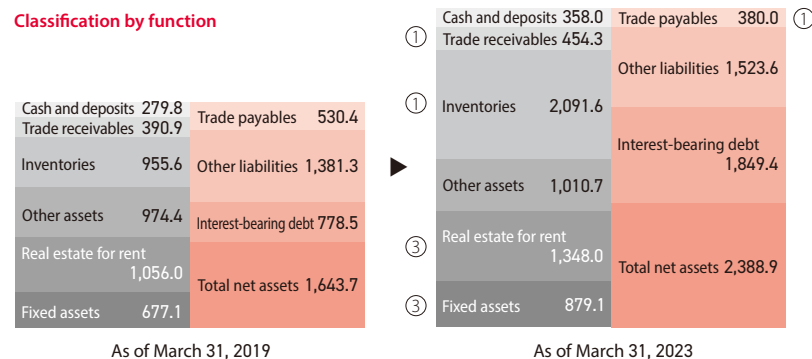 Classification by function
Cash and deposits 279.8
Trade receivables 390.9
Inventories 955.6
Other assets 974.4
Real estate for rent
1,056.0
Fixed assets 677.1
Trade payables 530.4
Other liabilities 1,381.3
Interest-bearing debt 778.5
Total net assets 1,643.7
As of March 31, 2019
▶
Cash and deposits 358.0
① Trade receivables 454.3
① Inventories 2,091.6
Other assets 1,010.7
③ Real estate for rent
1,348.0
③ Fixed assets 879.1
Trade payables 380.0 ①
Other liabilities 1,523.6
Interest-bearing debt
1,849.4
Total net assets 2,388.9
As of March 31, 2023